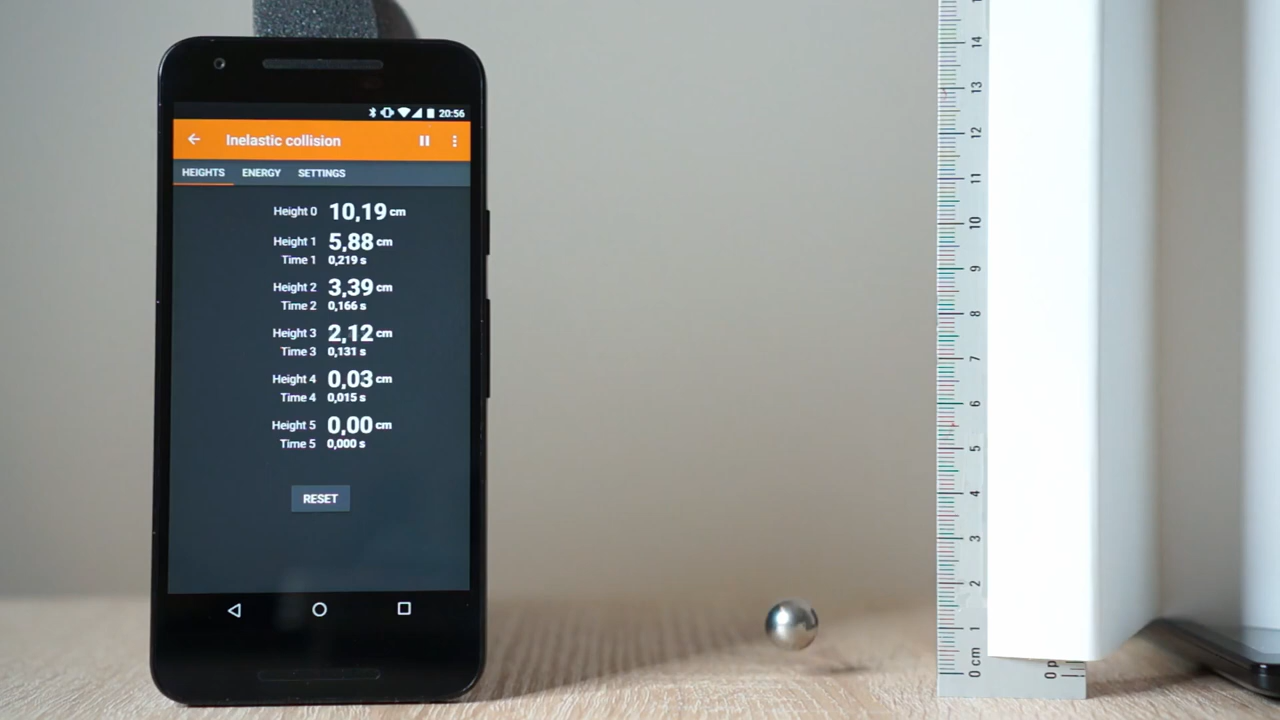 20:56
Inelastic collision
HEIGHTS ENERGY SETTINGS
Height 0 10,19 cm
Height 1 5,88 cm
Time 1 0,219 s
Height 2 3,39 cm
Time 2 0,166 s
Height 3 2,12 cm
Time 3 0,131 s
Height 4 0,03 cm
Time 4 0,015 s
Height 5 0,00 cm
Time 5 0,000 s
RESET
14
13
12
11
10
9
8
7
6
5
4
3
2
1
0 cm
0 p